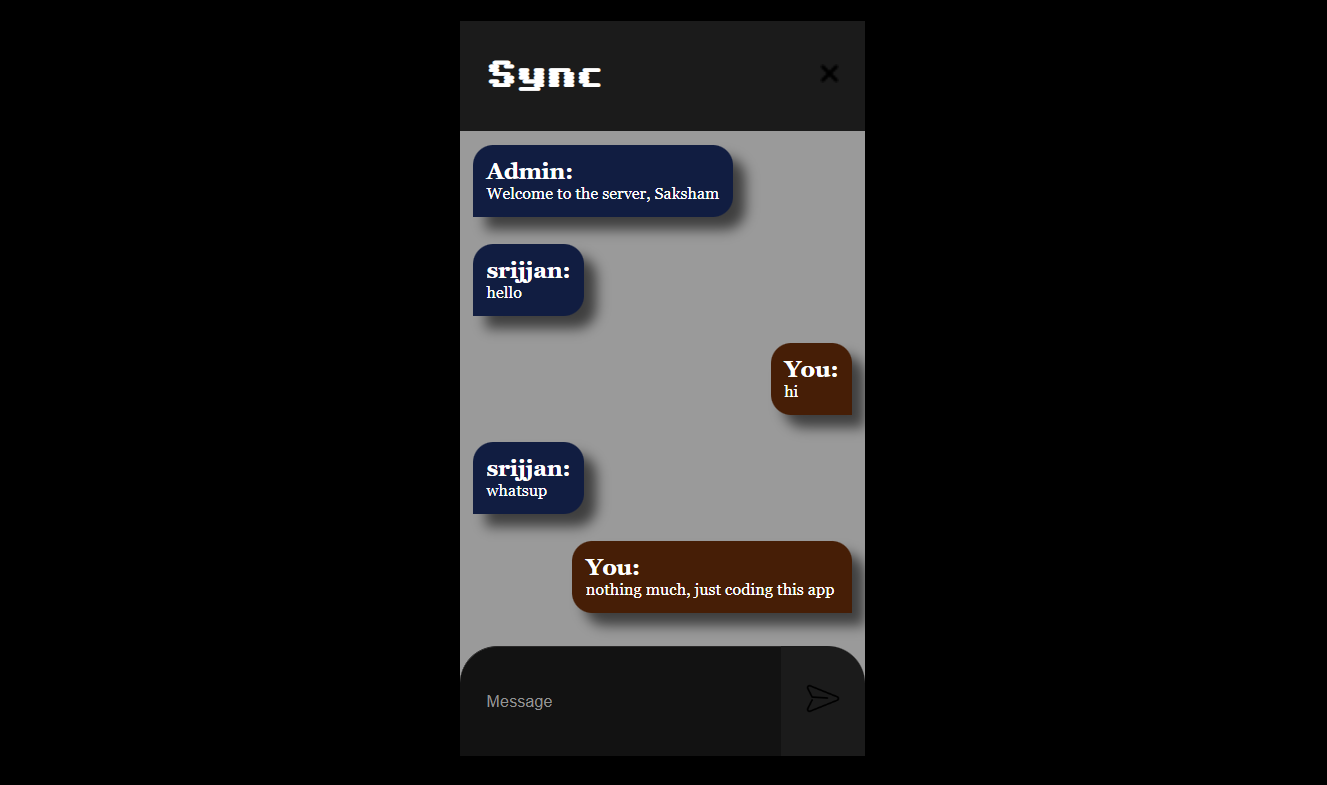 Sync
Admin:
Welcome to the server, Saksham
srijjan:
hello
You:
hi
srijjan:
whatsup
You:
nothing much, just coding this app
Message